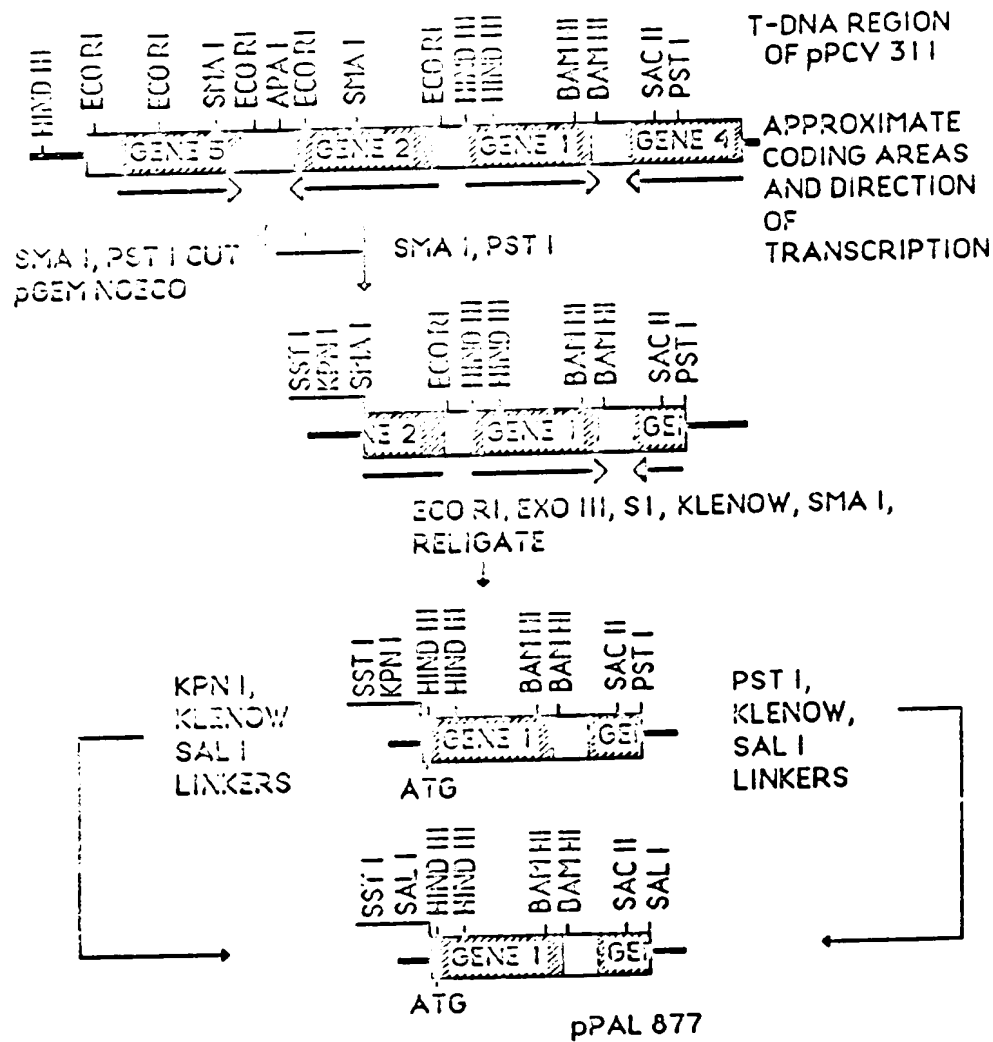 T-DNA REGION
OF pPCY 311
HIND III
ECO RI
ECO RI
SMA I
ECO RI
APA I
ECO RI
SMA I
ECO RI
HIND III
HIND III
BAM HI
BAM HI
SAC II
PST I
GENE 5
GENE 2
GENE 1
GENE 4
APPROXIMATE
CODING AREAS
AND DIRECTION
OF
TRANSCRIPTION
SMA I, PST I CUT
pGEM NOECO
SMA I, PST I
SST I
KPN I
SMA I
ECO RI
HIND III
HIND III
BAM HI
BAM HI
SAC II
PST I
NE 2
GENE 1
GE
ECO RI, EXO III, S1, KLENOW, SMA I,
RELIGATE
SST I
KPN I
HIND III
HIND III
BAM HI
BAM HI
SAC II
PST I
GENE 1
GE
ATG
KPN I,
KLENOW
SAL I
LINKERS
PST I,
KLENOW,
SAL I
LINKERS
SST I
SAL I
HIND III
HIND III
BAM HI
BAM HI
SAC II
SAL I
GENE 1
GE
ATG
pPAL 877